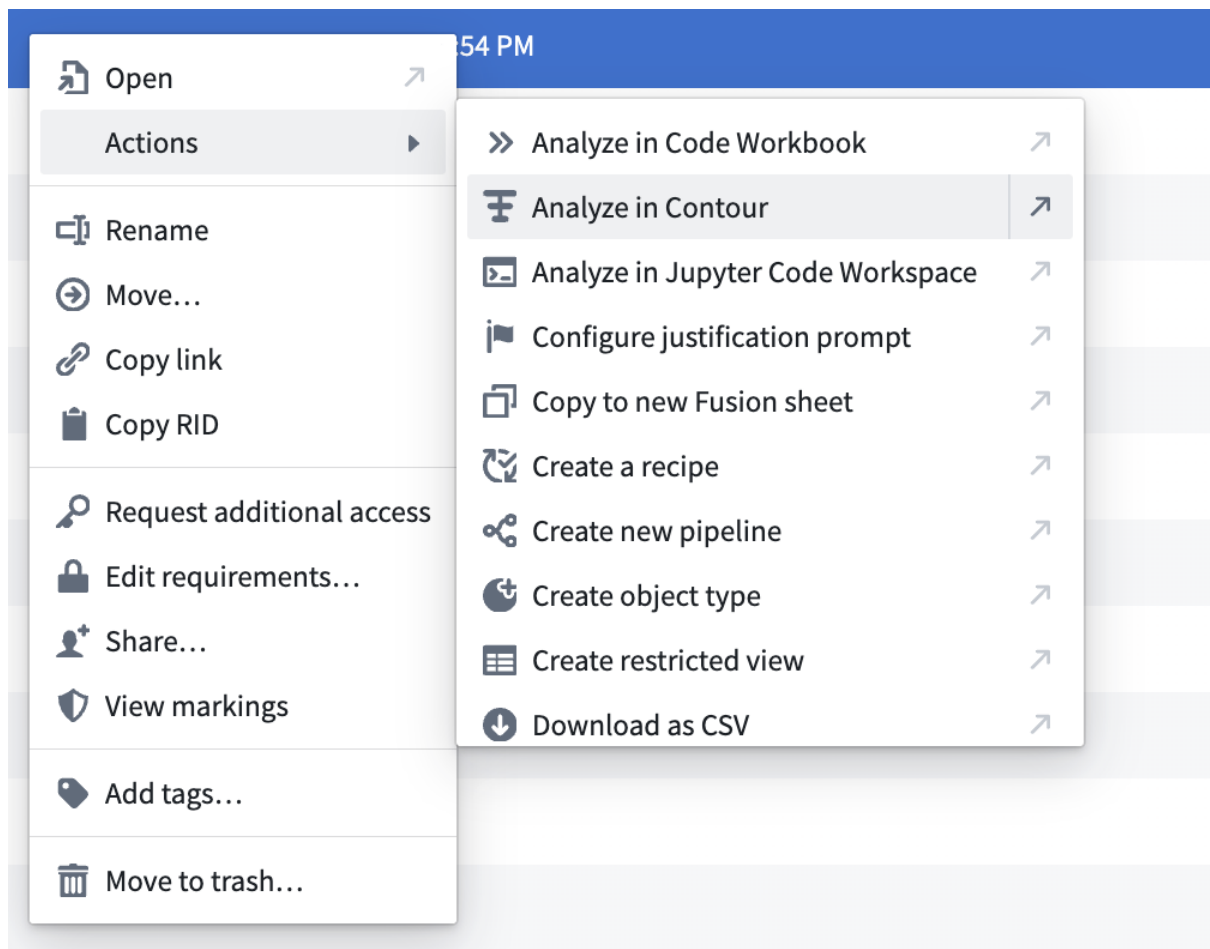 :54 PM
Open
Actions
Rename
Move…
Copy link
Copy RID
Request additional access
Edit requirements…
Share…
View markings
Add tags…
Move to trash…
Analyze in Code Workbook
Analyze in Contour
Analyze in Jupyter Code Workspace
Configure justification prompt
Copy to new Fusion sheet
Create a recipe
Create new pipeline
Create object type
Create restricted view
Download as CSV